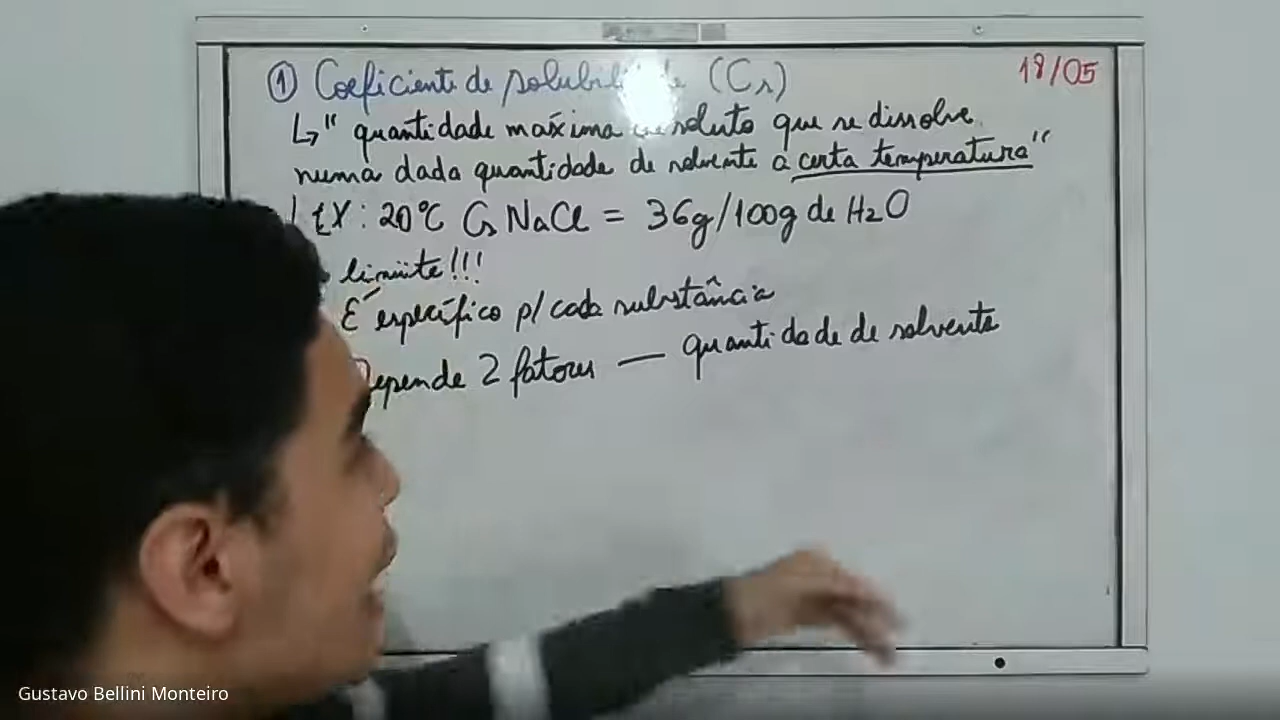 ① Coeficiente de solubilidade (Cs) 18/05
↳ " quantidade máxima de soluto que se dissolve
numa dada quantidade de solvente a certa temperatura"
EX: 20°C Cs NaCl = 36g/100g de H2O
limite!!!
É específico p/ cada substância
Depende 2 fatores — quantidade de solvente
Gustavo Bellini Monteiro